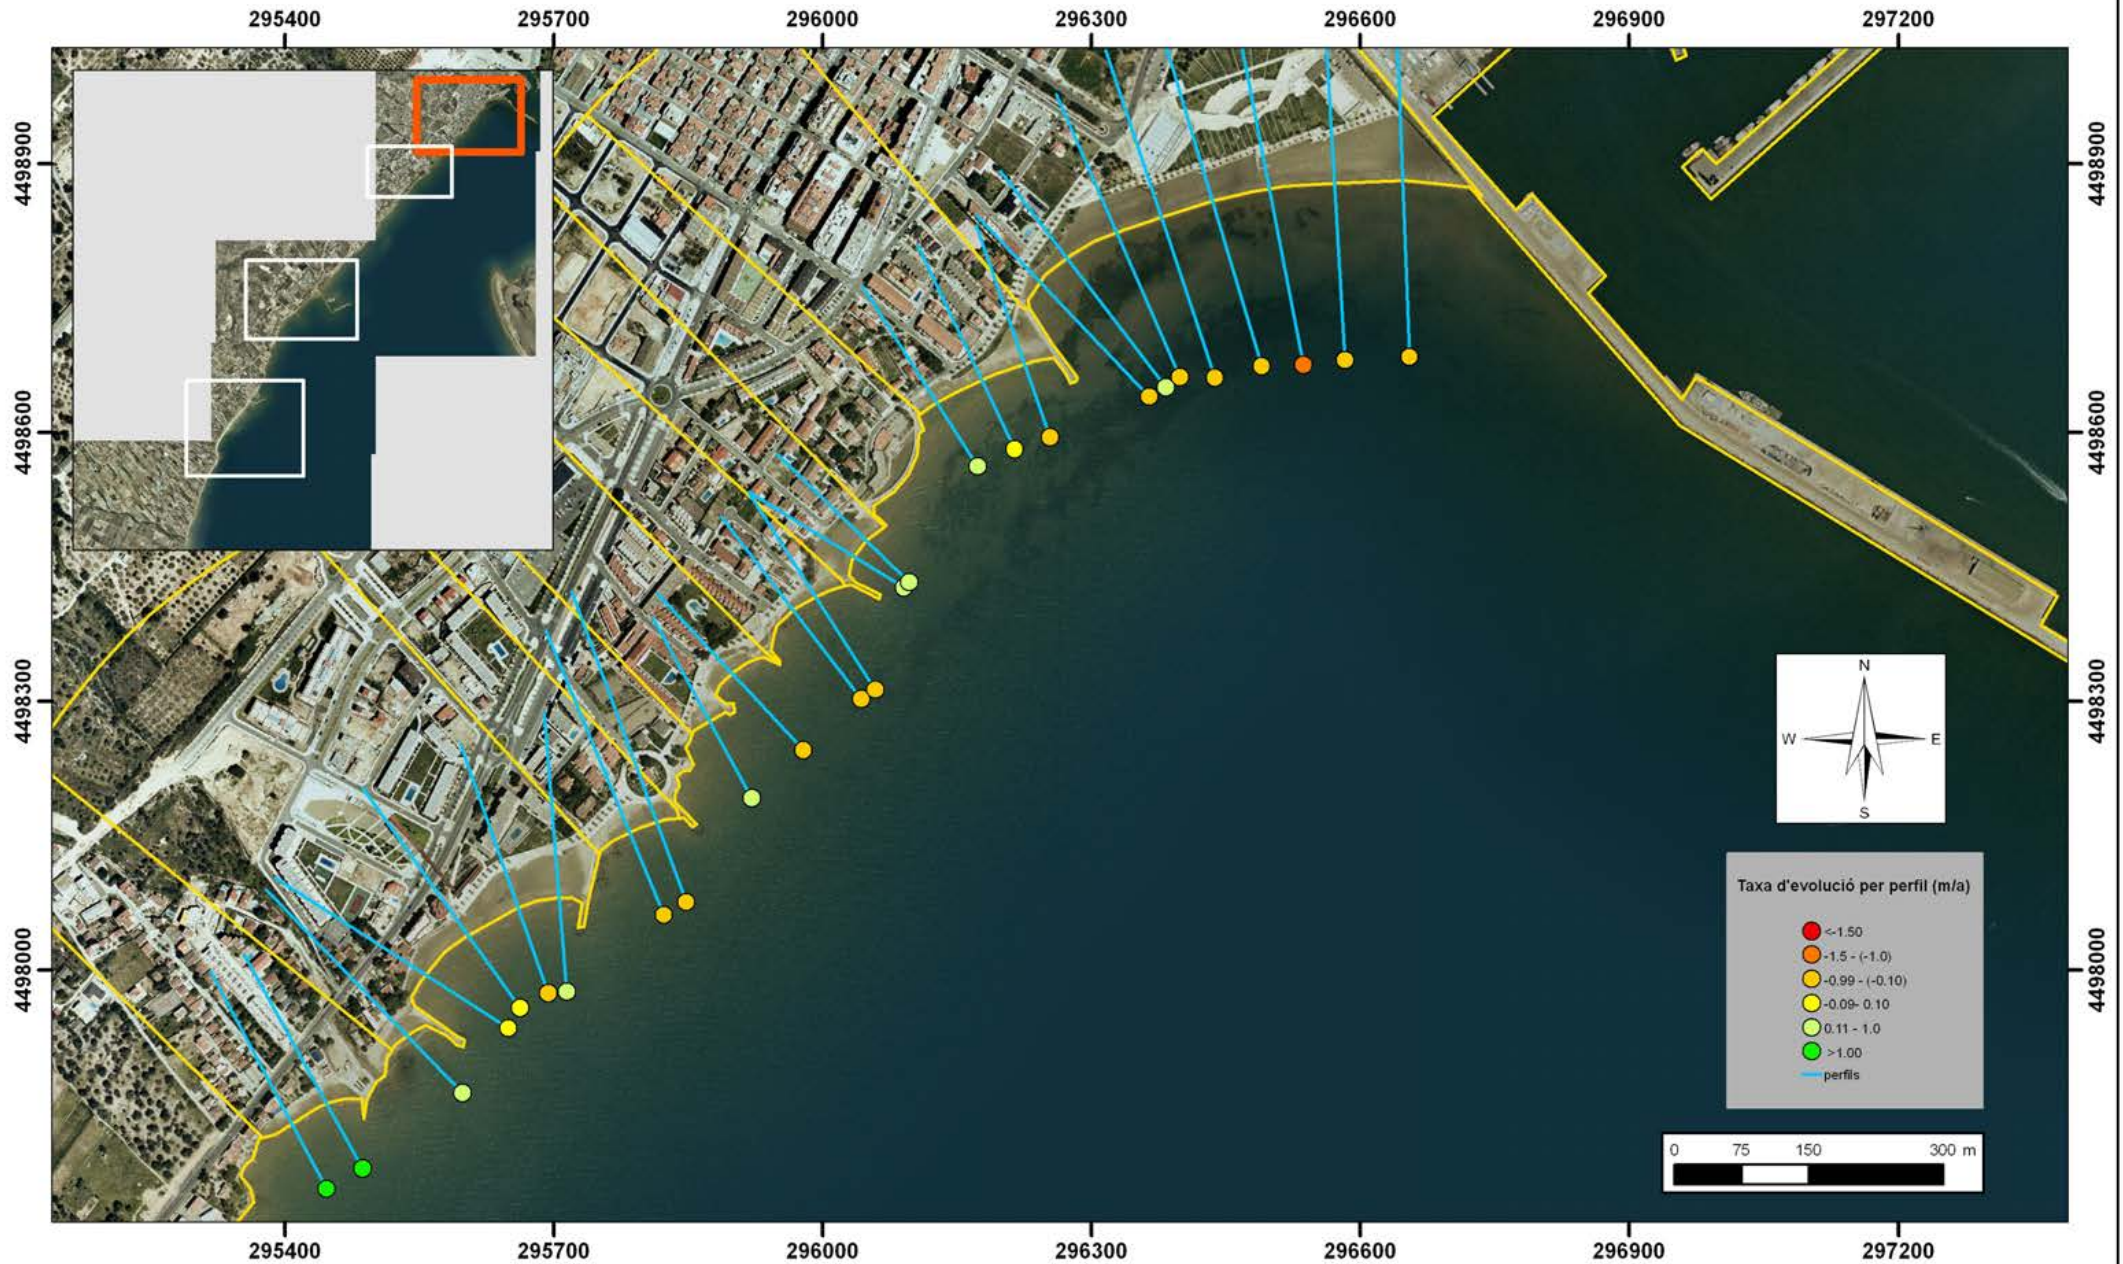 295400 295700 296000 296300 296600 296900 297200
4498900 4498900
4498600 4498600
4498300 4498300
N
W E
S
Taxa d'evolució per perfil (m/a)
<-1.50
-1.5 - (-1.0)
-0.99 - (-0.10)
-0.09- 0.10
0.11 - 1.0
>1.00
perfils
4498000 4498000
0 75 150 300 m
295400 295700 296000 296300 296600 296900 297200